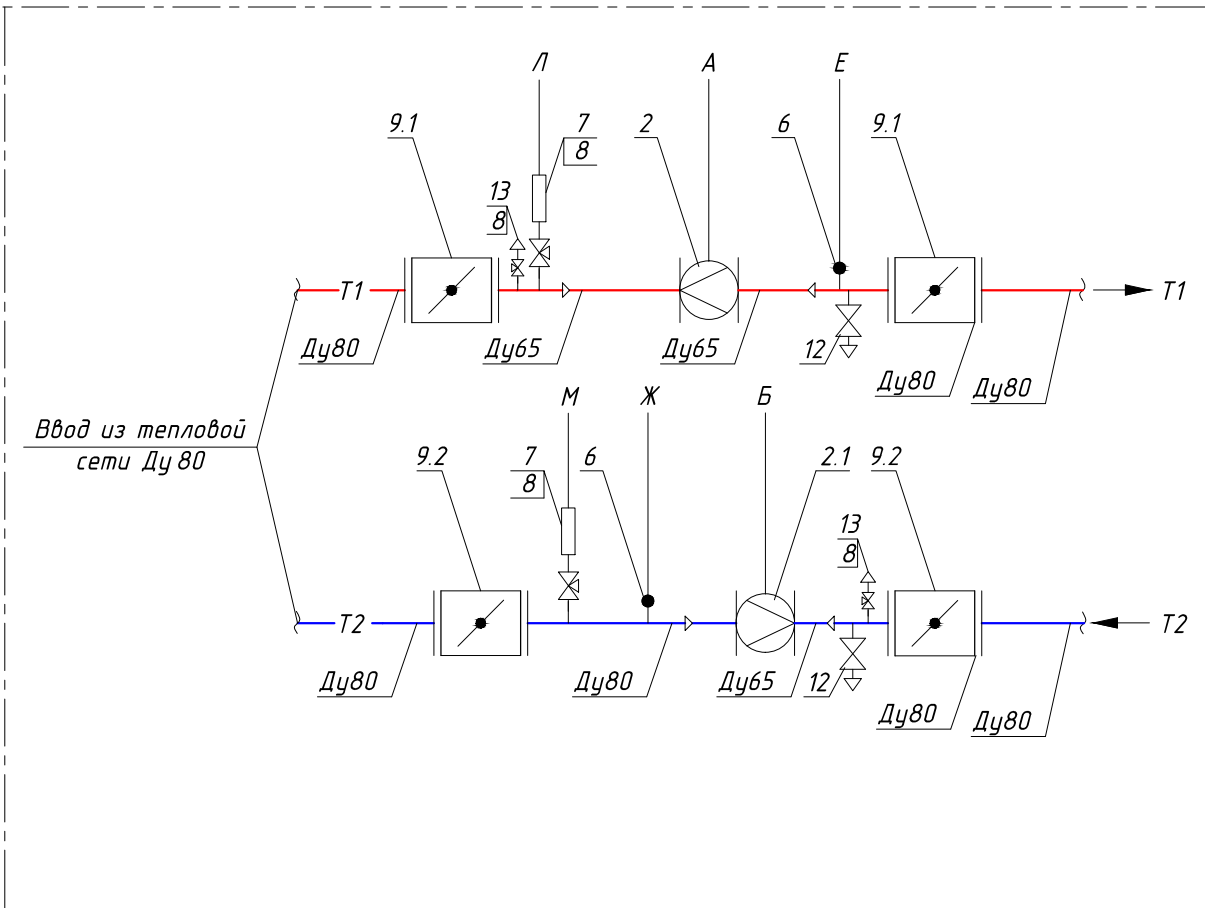 Л
А
Е
9.1
7
8
2
6
9.1
13
8
Т1
Т1
Ду80
Ду65
Ду65
12
Ду80
Ду80
Ввод из тепловой
сети Ду 80
М
Ж
Б
9.2
7
8
6
2.1
9.2
13
8
Т2
Т2
Ду80
Ду80
Ду65
12
Ду80
Ду80